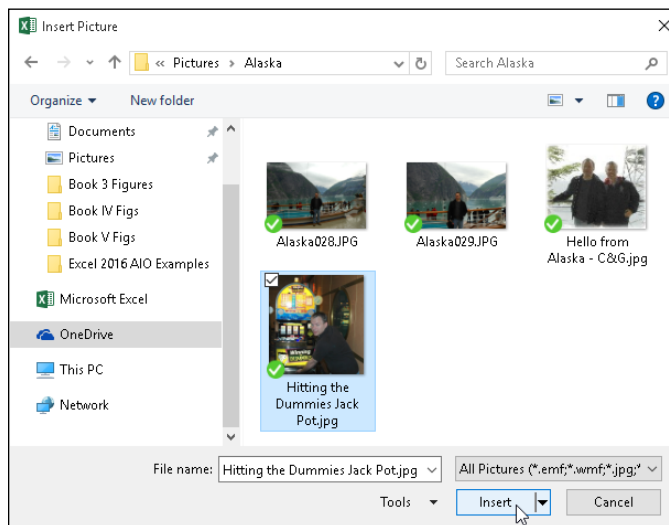 Insert Picture
« Pictures > Alaska
Search Alaska
Organize
New folder
Documents
Pictures
Book 3 Figures
Book IV Figs
Book V Figs
Excel 2016 AIO Examples
Microsoft Excel
OneDrive
This PC
Network
Alaska028.JPG
Alaska029.JPG
Hello from
Alaska - C&G.jpg
Hitting the
Dummies Jack
Pot.jpg
File name:
Hitting the Dummies Jack Pot.jpg
All Pictures (*.emf;*.wmf;*.jpg;*
Tools
Insert
Cancel